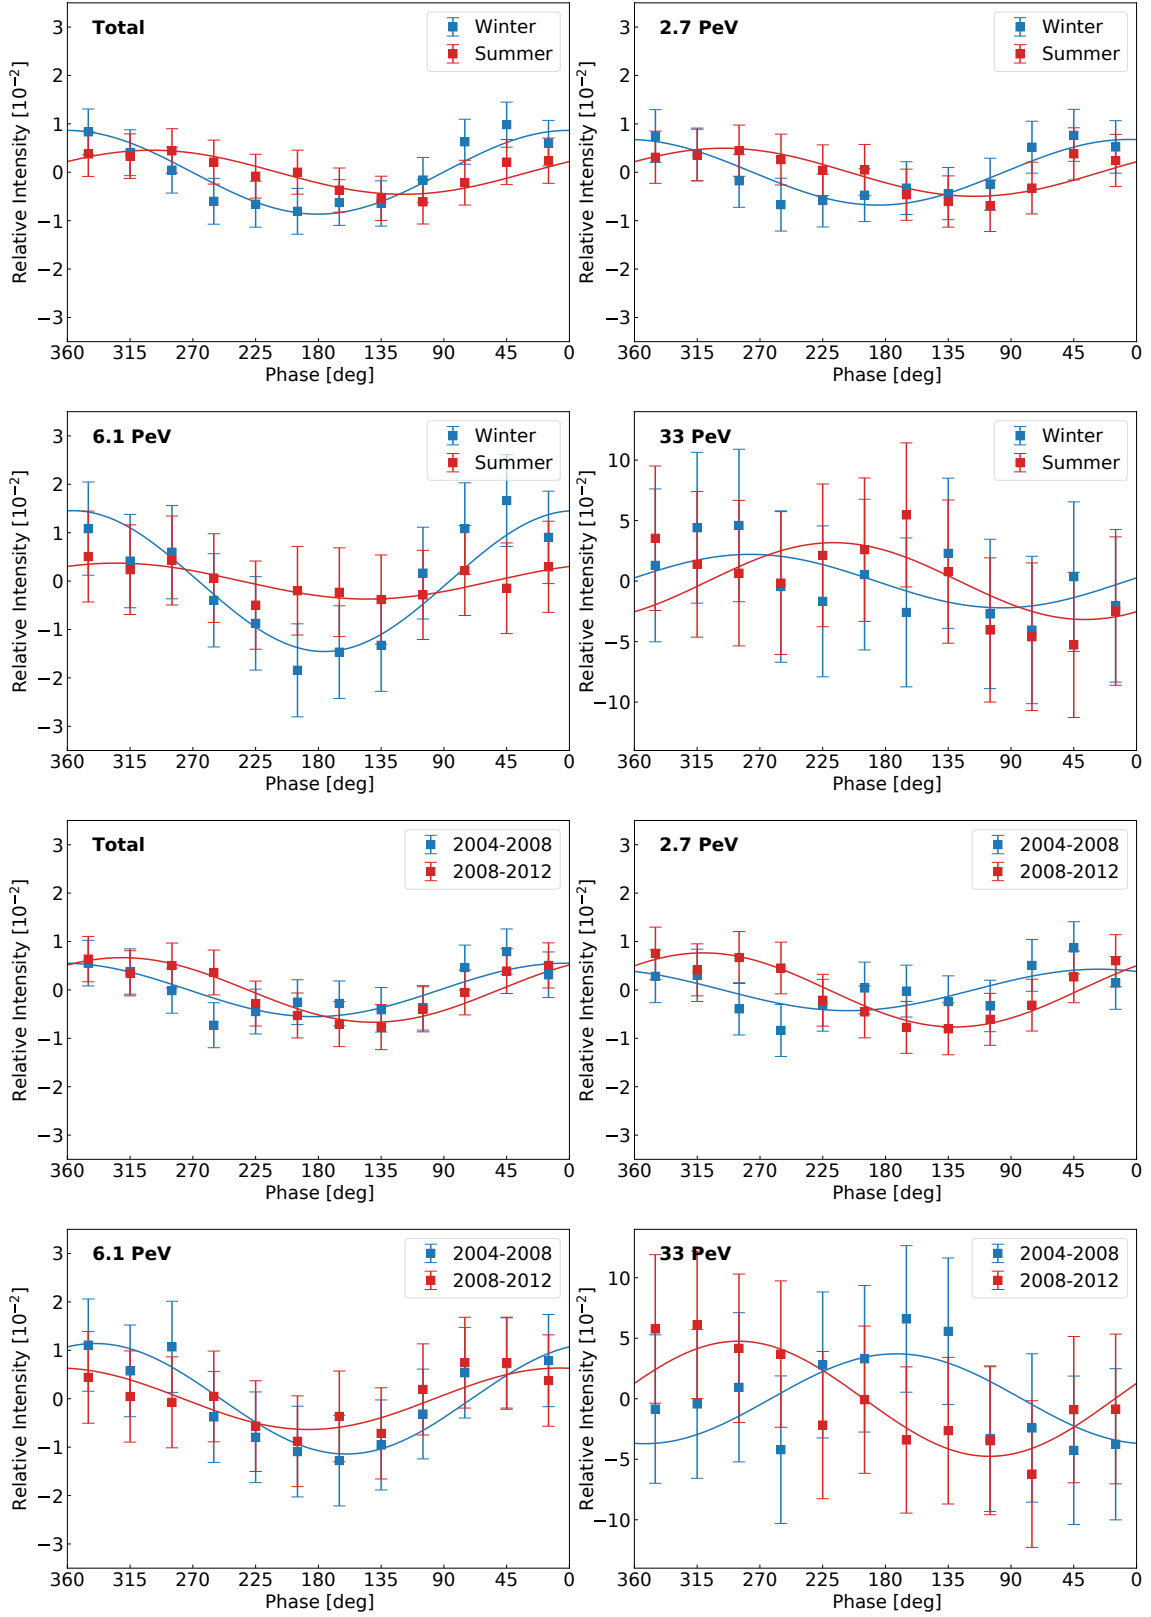 Total
Winter
Summer
3
2
1
0
−1
−2
−3
Relative Intensity [10⁻²]
360 315 270 225 180 135 90 45 0
Phase [deg]
2.7 PeV
Winter
Summer
3
2
1
0
−1
−2
−3
Relative Intensity [10⁻²]
360 315 270 225 180 135 90 45 0
Phase [deg]
6.1 PeV
Winter
Summer
3
2
1
0
−1
−2
−3
Relative Intensity [10⁻²]
360 315 270 225 180 135 90 45 0
Phase [deg]
33 PeV
Winter
Summer
10
5
0
−5
−10
Relative Intensity [10⁻²]
360 315 270 225 180 135 90 45 0
Phase [deg]
Total
2004-2008
2008-2012
3
2
1
0
−1
−2
−3
Relative Intensity [10⁻²]
360 315 270 225 180 135 90 45 0
Phase [deg]
2.7 PeV
2004-2008
2008-2012
3
2
1
0
−1
−2
−3
Relative Intensity [10⁻²]
360 315 270 225 180 135 90 45 0
Phase [deg]
6.1 PeV
2004-2008
2008-2012
3
2
1
0
−1
−2
−3
Relative Intensity [10⁻²]
360 315 270 225 180 135 90 45 0
Phase [deg]
33 PeV
2004-2008
2008-2012
10
5
0
−5
−10
Relative Intensity [10⁻²]
360 315 270 225 180 135 90 45 0
Phase [deg]